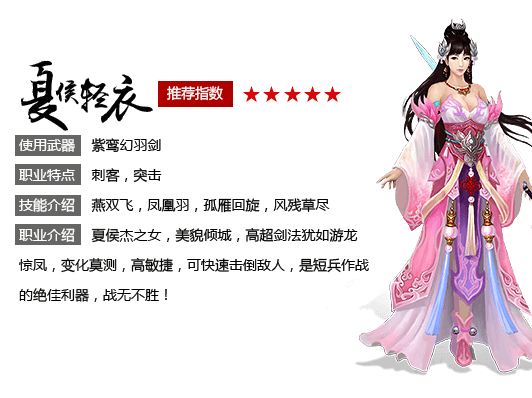 夏侯轻衣
推荐指数 ★★★★★
使用武器 紫鸾幻羽剑
职业特点 刺客，突击
技能介绍 燕双飞，凤凰羽，孤雁回旋，风残草尽
职业介绍 夏侯杰之女，美貌倾城，高超剑法犹如游龙
惊凤，变化莫测，高敏捷，可快速击倒敌人，是短兵作战
的绝佳利器，战无不胜！